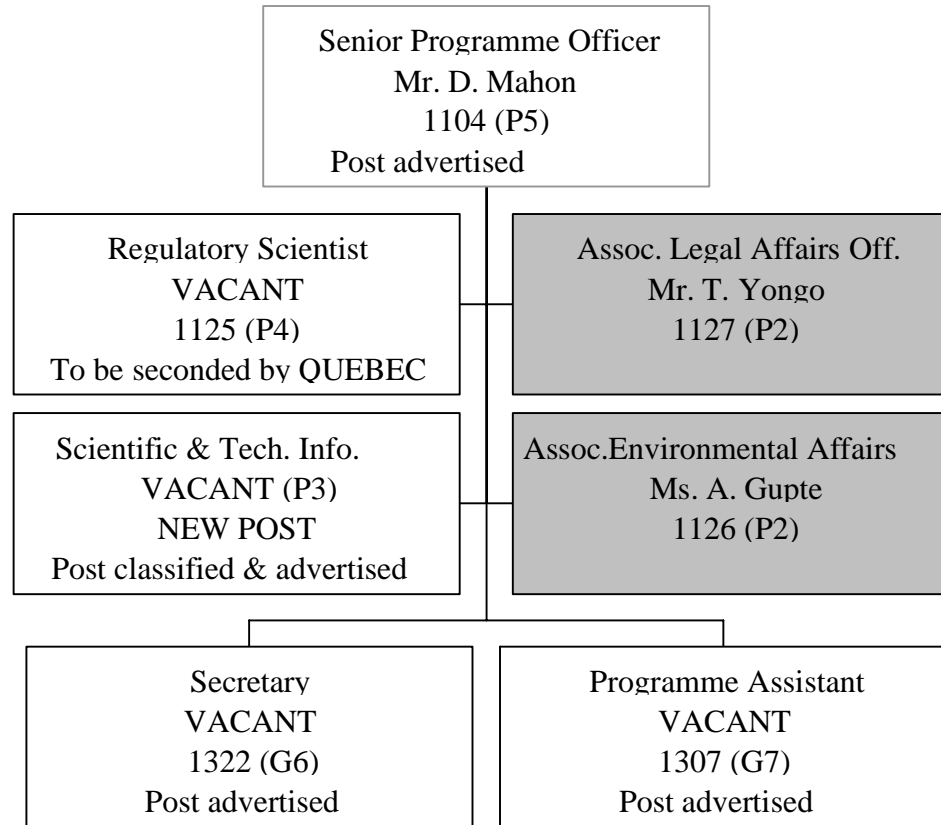 Senior Programme Officer
Mr. D. Mahon
1104 (P5)
Post advertised
Regulatory Scientist
VACANT
1125 (P4)
To be seconded by QUEBEC
Assoc. Legal Affairs Off.
Mr. T. Yongo
1127 (P2)
Scientific & Tech. Info.
VACANT (P3)
NEW POST
Post classified & advertised
Assoc.Environmental Affairs
Ms. A. Gupte
1126 (P2)
Secretary
VACANT
1322 (G6)
Post advertised
Programme Assistant
VACANT
1307 (G7)
Post advertised